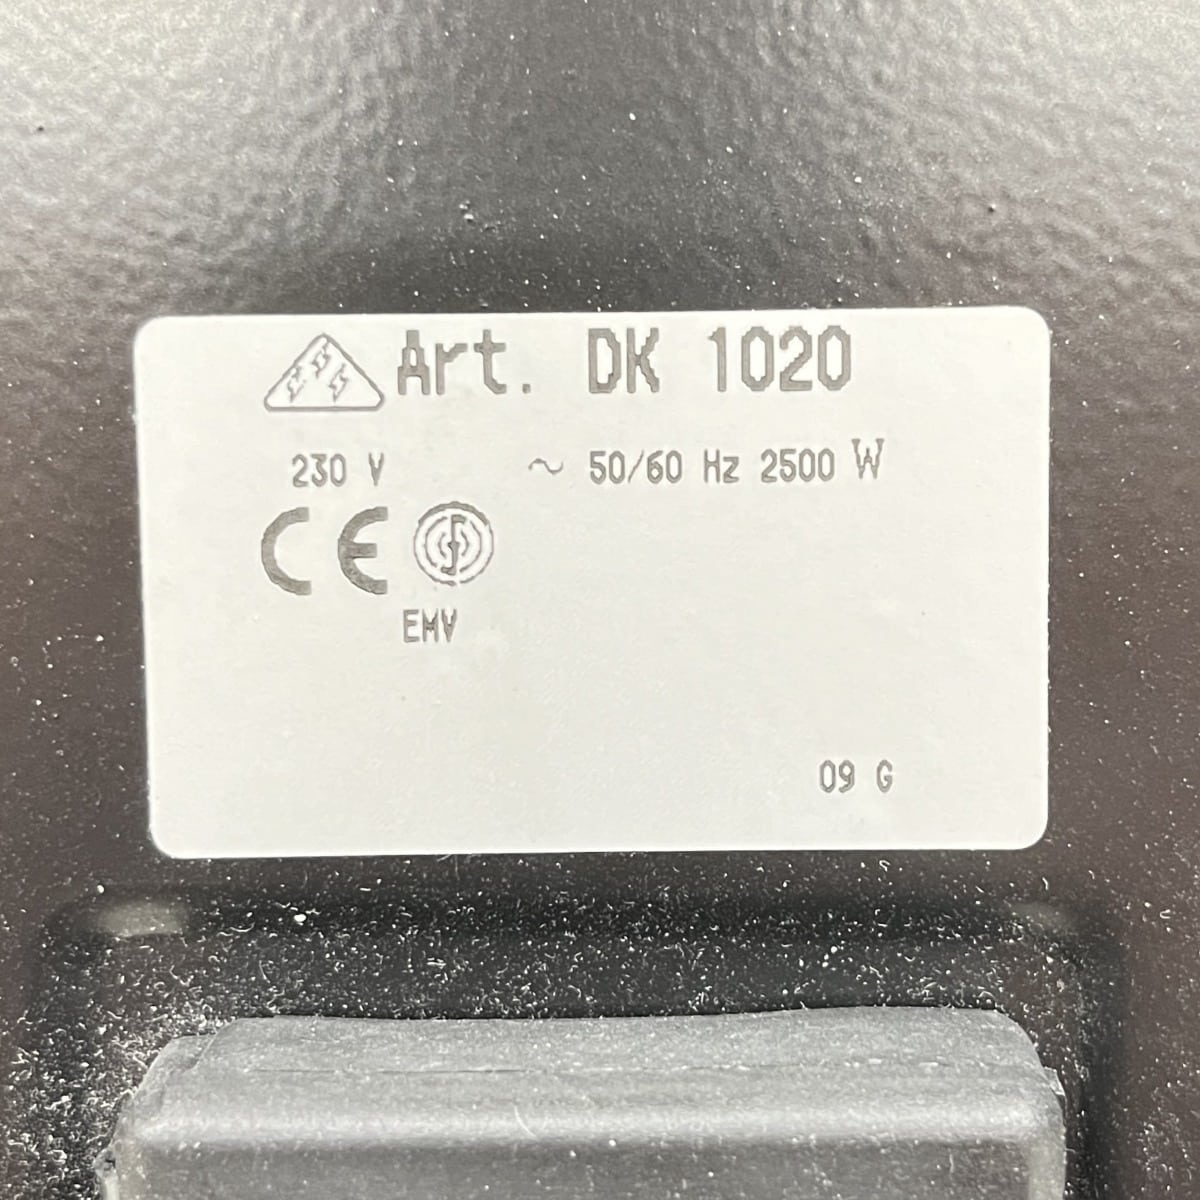 Art. DK 1020
230 V ~ 50/60 Hz 2500 W
CE
EMV
09 G